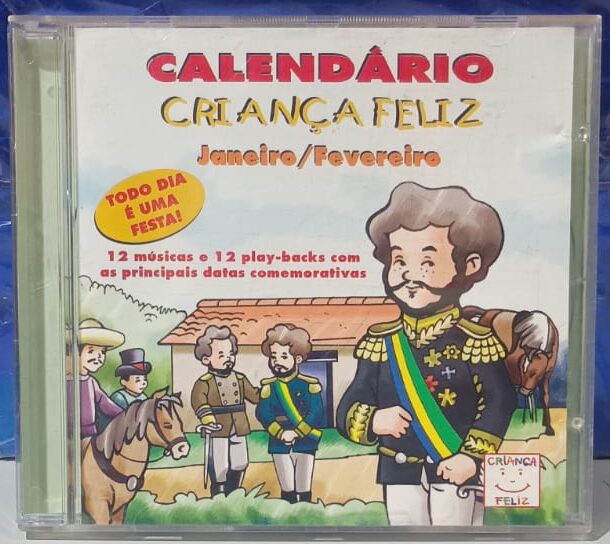 CALENDÁRIO
CRIANÇA FELIZ
Janeiro/Fevereiro
TODO DIA
É UMA
FESTA!
12 músicas e 12 play-backs com
as principais datas comemorativas
CRIANÇA
FELIZ